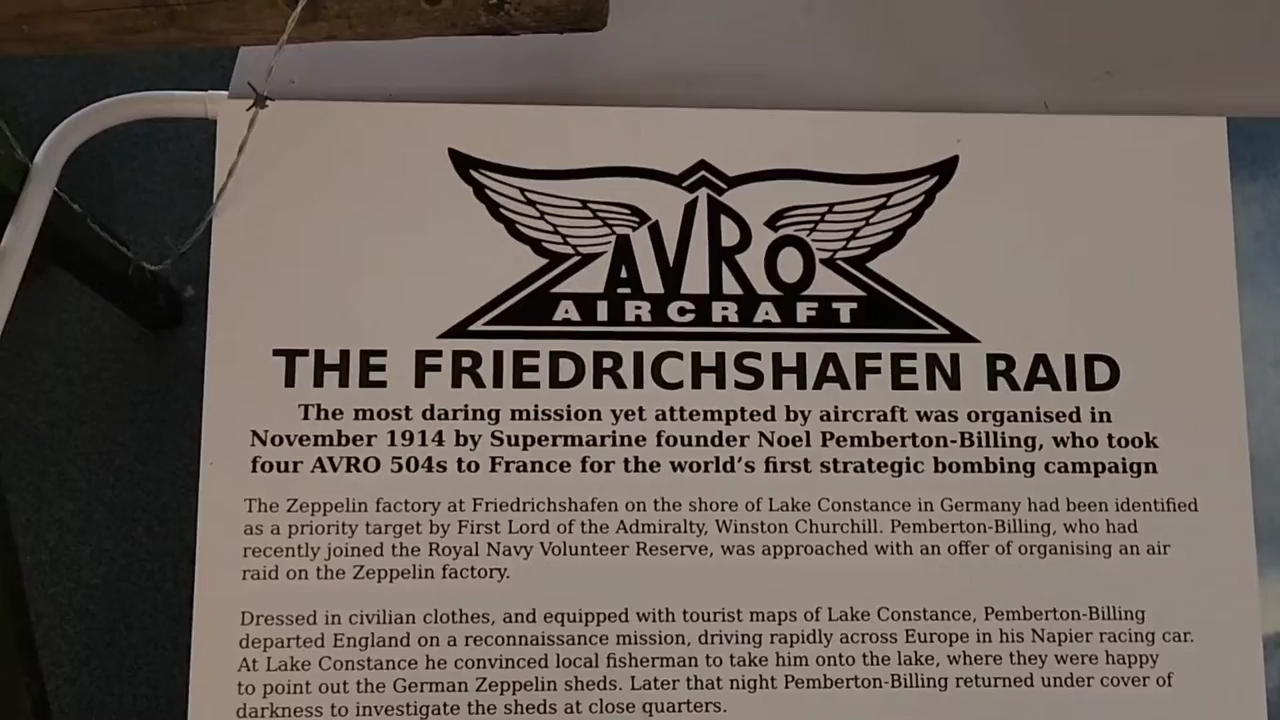 AVRO
AIRCRAFT
THE FRIEDRICHSHAFEN RAID
The most daring mission yet attempted by aircraft was organised in
November 1914 by Supermarine founder Noel Pemberton-Billing, who took
four AVRO 504s to France for the world's first strategic bombing campaign
The Zeppelin factory at Friedrichshafen on the shore of Lake Constance in Germany had been identified
as a priority target by First Lord of the Admiralty, Winston Churchill. Pemberton-Billing, who had
recently joined the Royal Navy Volunteer Reserve, was approached with an offer of organising an air
raid on the Zeppelin factory.
Dressed in civilian clothes, and equipped with tourist maps of Lake Constance, Pemberton-Billing
departed England on a reconnaissance mission, driving rapidly across Europe in his Napier racing car.
At Lake Constance he convinced local fisherman to take him onto the lake, where they were happy
to point out the German Zeppelin sheds. Later that night Pemberton-Billing returned under cover of
darkness to investigate the sheds at close quarters.